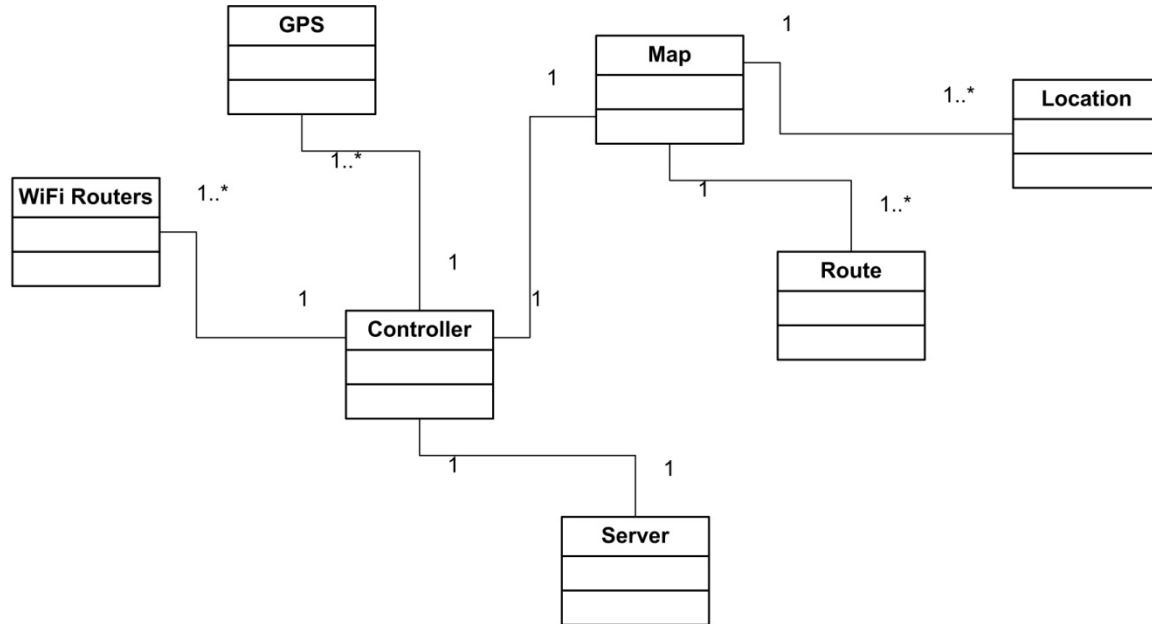 GPS
1
Map
1
1..*
Location
1..*
WiFi Routers
1..*
1
1..*
Route
1
1
1
Controller
1
1
Server